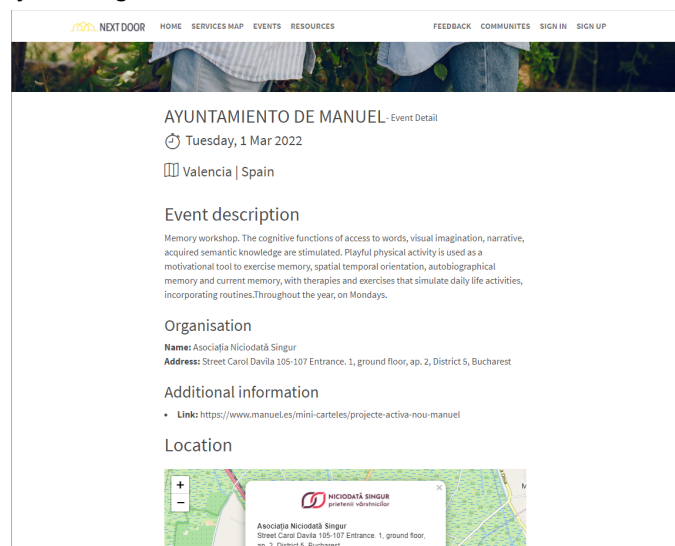 NEXT DOOR HOME SERVICES MAP EVENTS RESOURCES FEEDBACK COMMUNITES SIGN IN SIGN UP
AYUNTAMIENTO DE MANUEL - Event Detail
Tuesday, 1 Mar 2022
Valencia | Spain
Event description
Memory workshop. The cognitive functions of access to words, visual imagination, narrative,
acquired semantic knowledge are stimulated. Playful physical activity is used as a
motivational tool to exercise memory, spatial temporal orientation, autobiographical
memory and current memory, with therapies and exercises that simulate daily life activities,
incorporating routines.Throughout the year, on Mondays.
Organisation
Name: Asociația Niciodată Singur
Address: Street Carol Davila 105-107 Entrance. 1, ground floor, ap. 2, District 5, Bucharest
Additional information
• Link: https://www.manuel.es/mini-carteles/projecte-activa-nou-manuel
Location
+
−
×
NICIODATĂ SINGUR
prietenii vârstnicilor
Asociația Niciodată Singur
Street Carol Davila 105-107 Entrance. 1, ground floor,
ap. 2, District 5, Bucharest